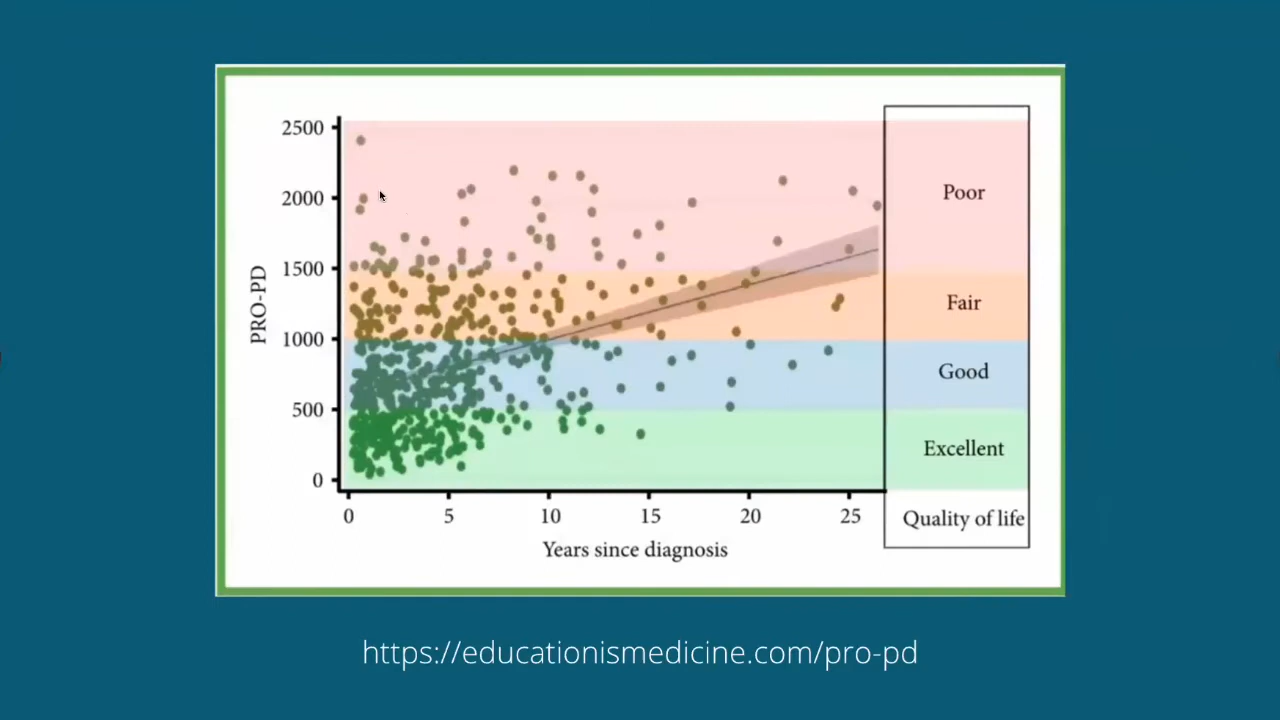 2500
2000
1500
1000
500
0
PRO-PD
0 5 10 15 20 25
Years since diagnosis
Poor
Fair
Good
Excellent
Quality of life
https://educationismedicine.com/pro-pd